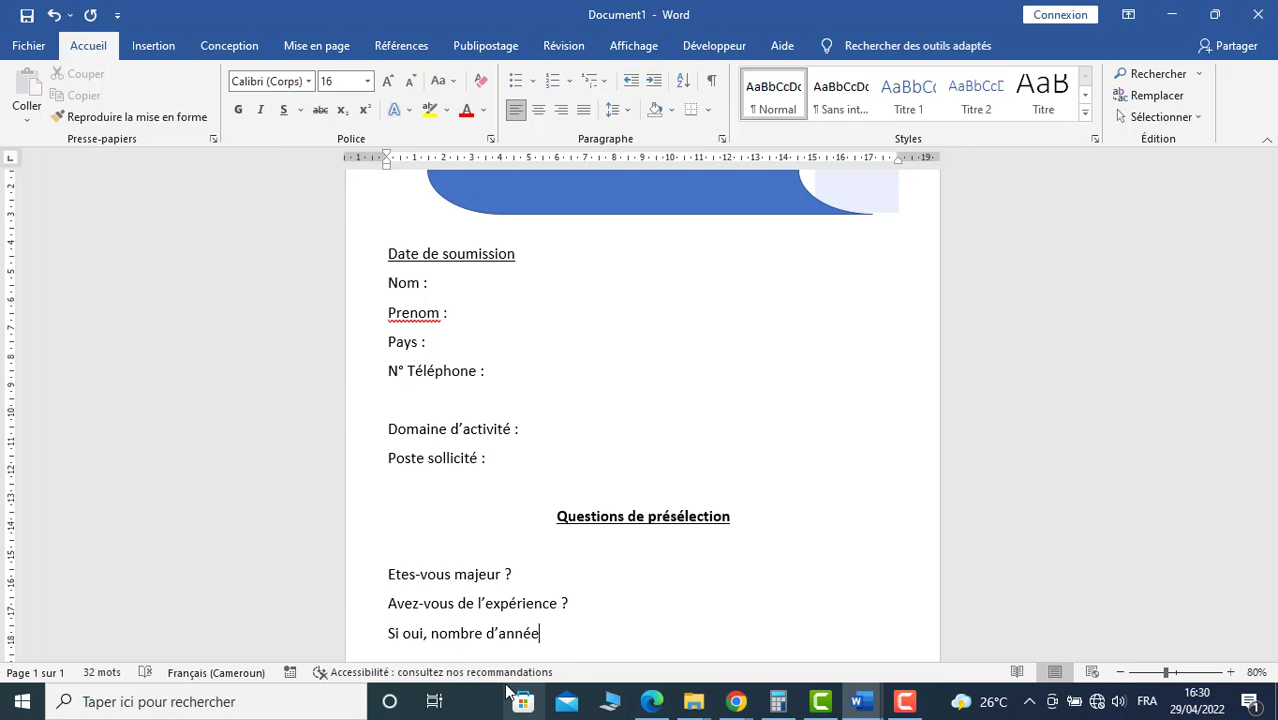 Document1 - Word
Connexion
Fichier Accueil Insertion Conception Mise en page Références Publipostage Révision Affichage Développeur Aide Rechercher des outils adaptés Partager
Coller
Couper
Copier
Reproduire la mise en forme
Presse-papiers
Calibri (Corps) 16
Police
Paragraphe
AaBbCcDc AaBbCcDc AaBbCc AaBbCcE AaB
¶ Normal ¶ Sans int... Titre 1 Titre 2 Titre
Styles
Rechercher
Remplacer
Sélectionner
Édition
Date de soumission
Nom :
Prenom :
Pays :
N° Téléphone :
Domaine d’activité :
Poste sollicité :
Questions de présélection
Etes-vous majeur ?
Avez-vous de l’expérience ?
Si oui, nombre d’année
Page 1 sur 1 32 mots Français (Cameroun) Accessibilité : consultez nos recommandations 80%
Taper ici pour rechercher 26°C FRA 16:30
29/04/2022